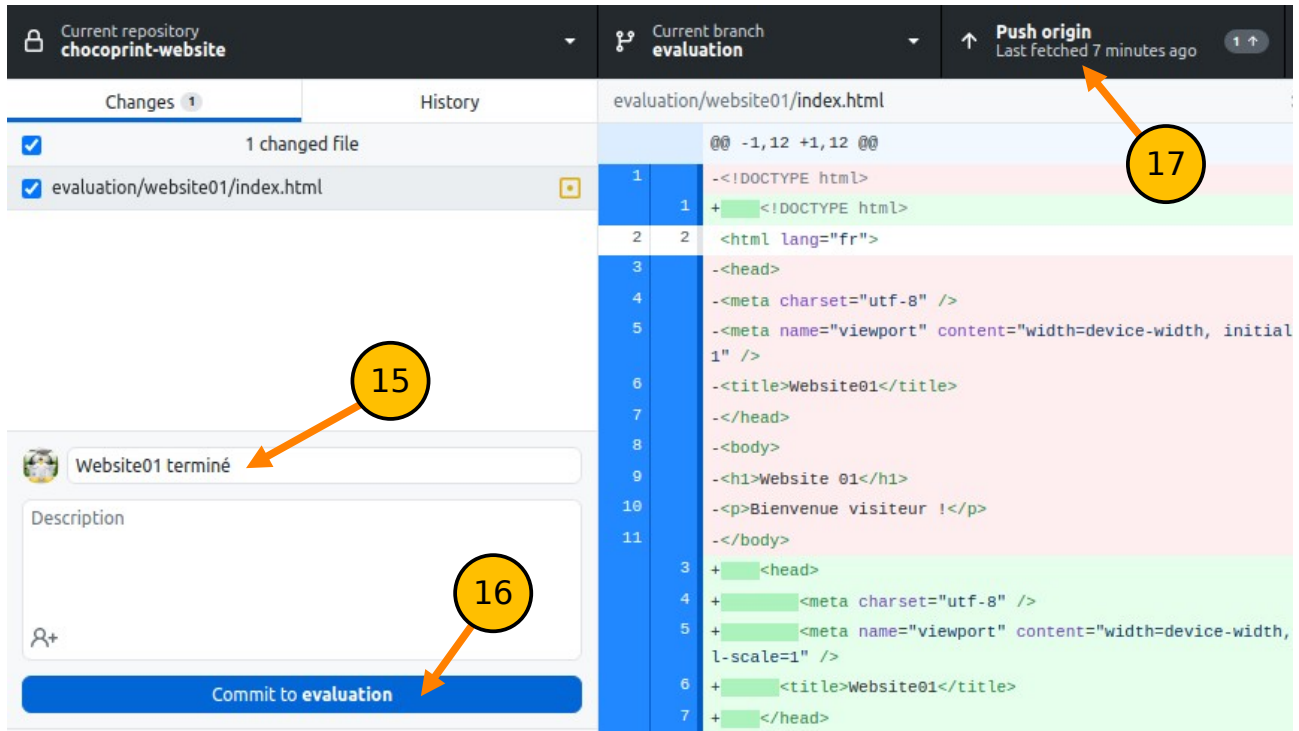 Current repository
chocoprint-website
Current branch
evaluation
Push origin
Last fetched 7 minutes ago
1 ↑
Changes 1
History
evaluation/website01/index.html
1 changed file
@@ -1,12 +1,12 @@
17
evaluation/website01/index.html
1 -<!DOCTYPE html>
1 + <!DOCTYPE html>
2 2 <html lang="fr">
3 -<head>
4 -<meta charset="utf-8" />
5 -<meta name="viewport" content="width=device-width, initial
1" />
6 -<title>Website01</title>
7 -</head>
8 -<body>
9 -<h1>Website 01</h1>
10 -<p>Bienvenue visiteur !</p>
11 -</body>
3 + <head>
4 + <meta charset="utf-8" />
5 + <meta name="viewport" content="width=device-width,
l-scale=1" />
6 + <title>Website01</title>
7 + </head>
15
Website01 terminé
Description
16
Commit to evaluation